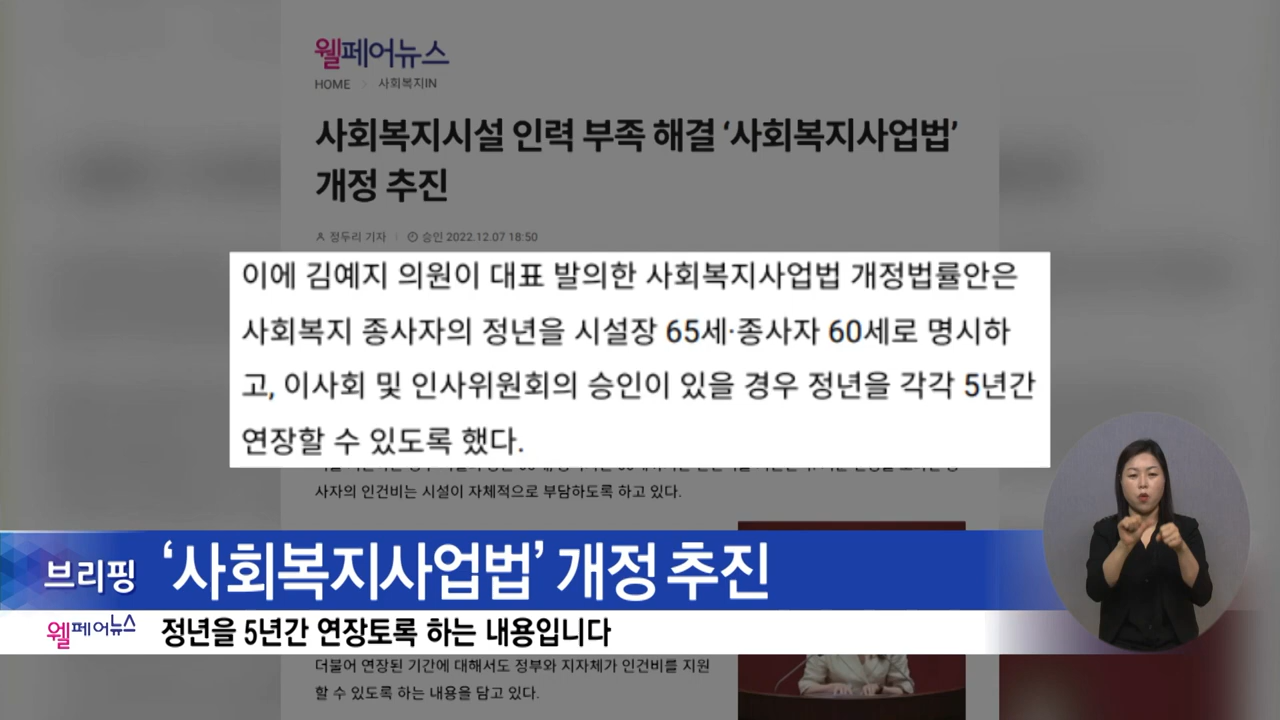 웰페어뉴스
HOME > 사회복지IN
사회복지시설 인력 부족 해결 ‘사회복지사업법’
개정 추진
정두리 기자 | 승인 2022.12.07 18:50
이에 김예지 의원이 대표 발의한 사회복지사업법 개정법률안은
사회복지 종사자의 정년을 시설장 65세·종사자 60세로 명시하
고, 이사회 및 인사위원회의 승인이 있을 경우 정년을 각각 5년간
연장할 수 있도록 했다.
사자의 인건비는 시설이 자체적으로 부담하도록 하고 있다.
브리핑 ‘사회복지사업법’ 개정 추진
웰페어뉴스 정년을 5년간 연장토록 하는 내용입니다
더불어 연장된 기간에 대해서도 정부와 지자체가 인건비를 지원
할 수 있도록 하는 내용을 담고 있다.